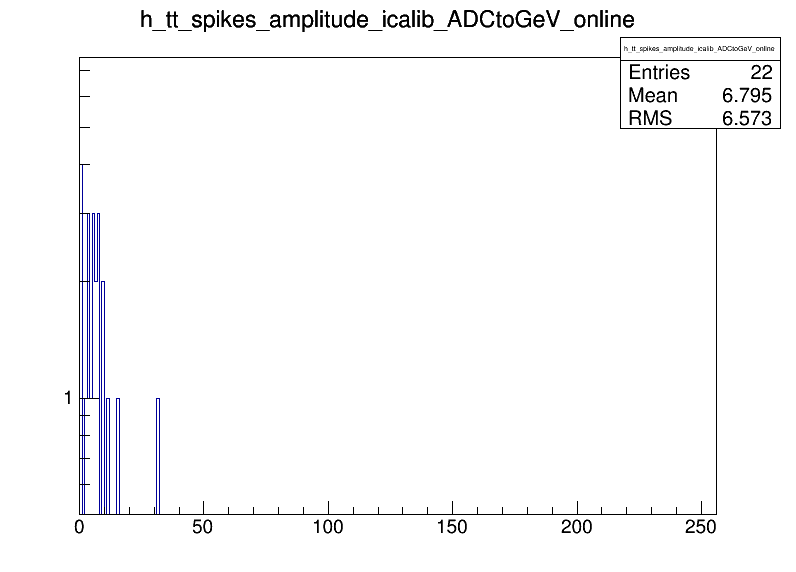 h_tt_spikes_amplitude_icalib_ADCtoGeV_online
h_tt_spikes_amplitude_icalib_ADCtoGeV_online
Entries 22
Mean 6.795
RMS 6.573
1
0 50 100 150 200 250